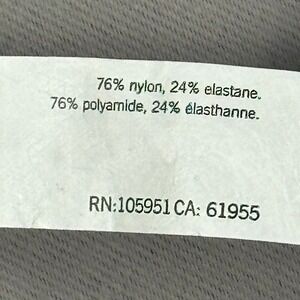 76% nylon, 24% elastane.
76% polyamide, 24% élasthanne.
RN:105951 CA: 61955